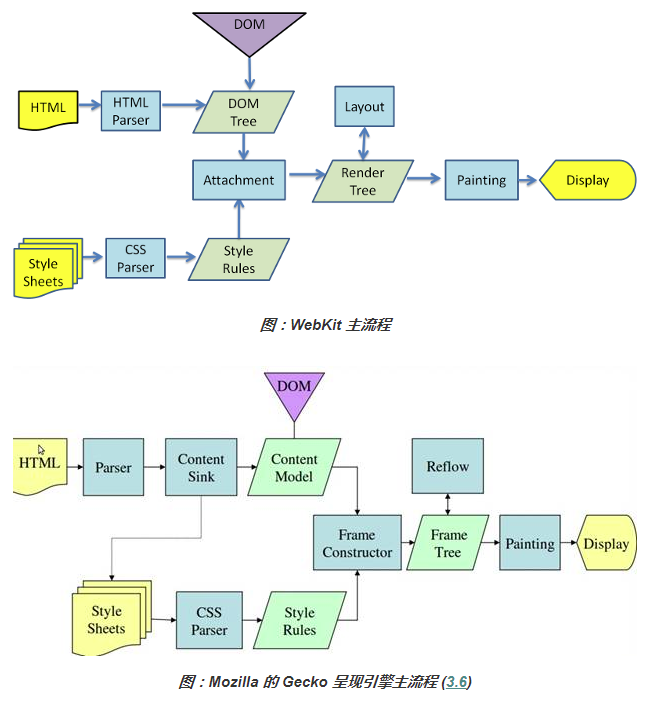 DOM
HTML
HTML
Parser
DOM
Tree
Layout
Attachment
Render
Tree
Painting
Display
Style
Sheets
CSS
Parser
Style
Rules
图：WebKit 主流程
DOM
HTML
Parser
Content
Sink
Content
Model
Reflow
Frame
Constructor
Frame
Tree
Painting
Display
Style
Sheets
CSS
Parser
Style
Rules
图：Mozilla 的 Gecko 呈现引擎主流程 (3.6)